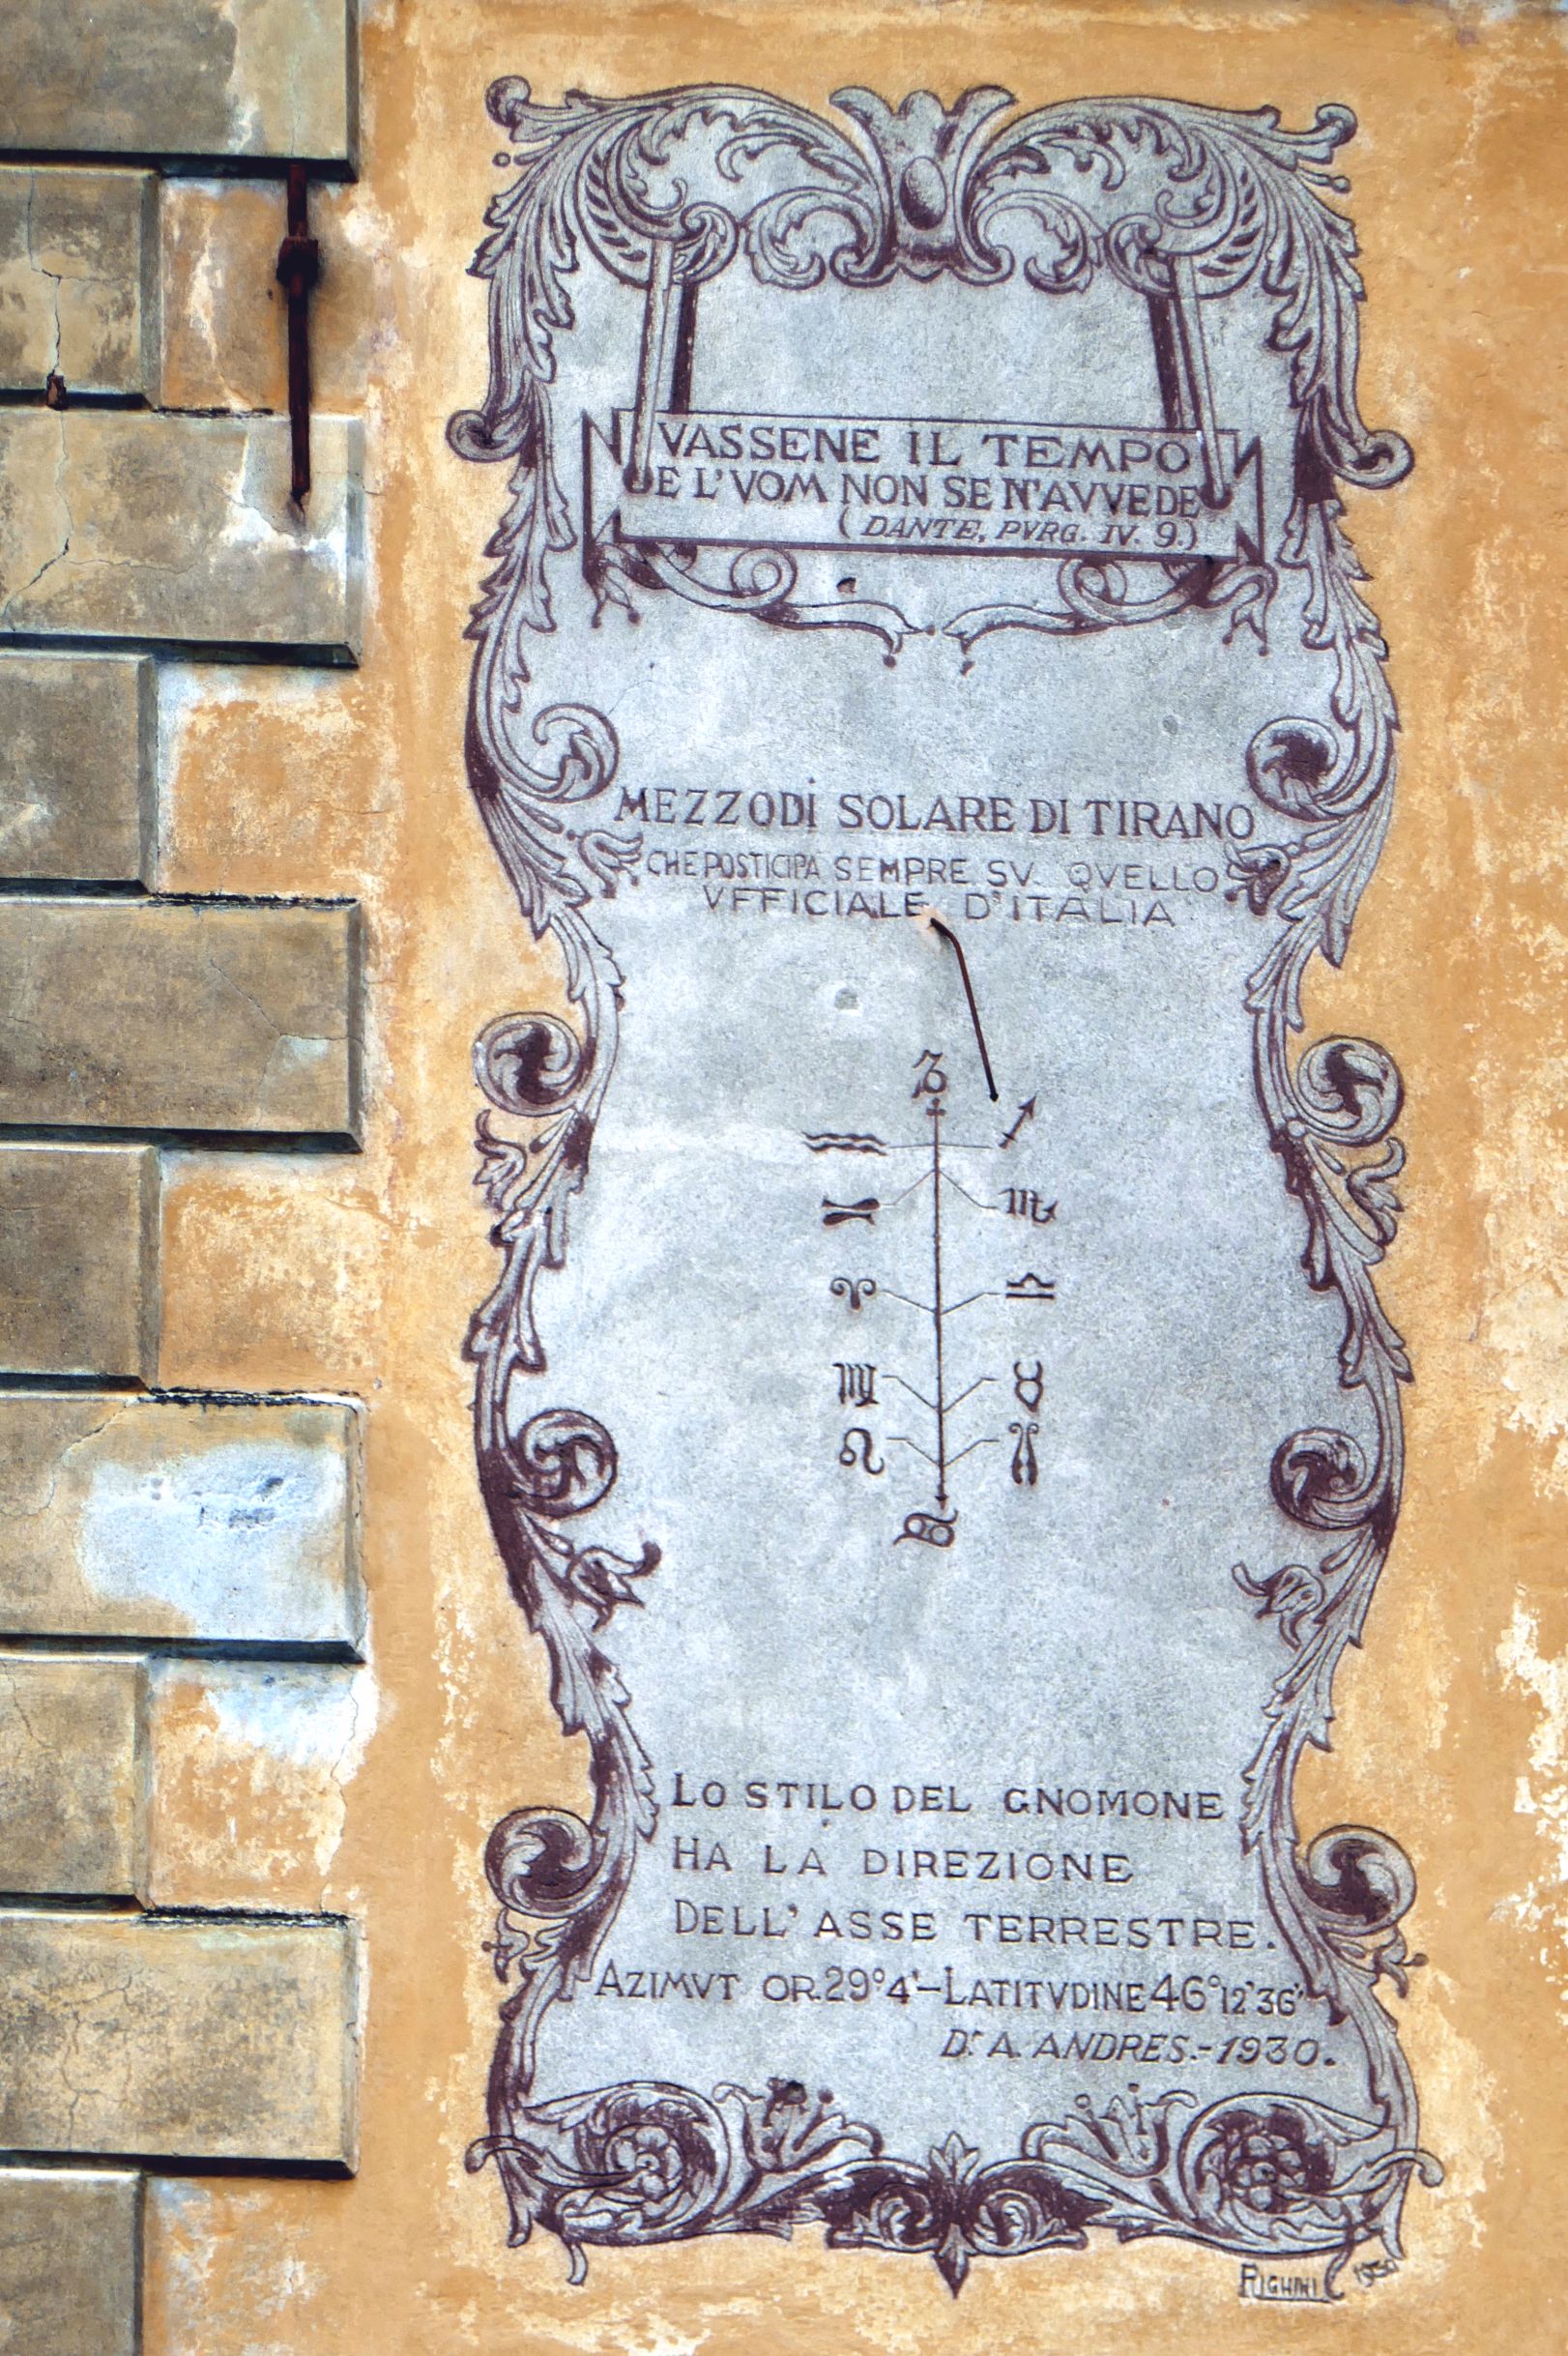 VASSENE IL TEMPO
E L'VOM NON SE N'AVVEDE
(DANTE, PVRG. IV. 9.)
MEZZODÌ SOLARE DI TIRANO
CHE POSTICIPA SEMPRE SV QVELLO
VFFICIALE D'ITALIA
♑
♒ ♐
♓ ♏
♈ ♎
♍ ♉
♌ ♊
♋
LO STILO DEL GNOMONE
HA LA DIREZIONE
DELL'ASSE TERRESTRE.
AZIMVT OR. 29°4'-LATITVDINE 46°12'36"
Dr. A. ANDRES.-1930.
RIGHINI C 1930